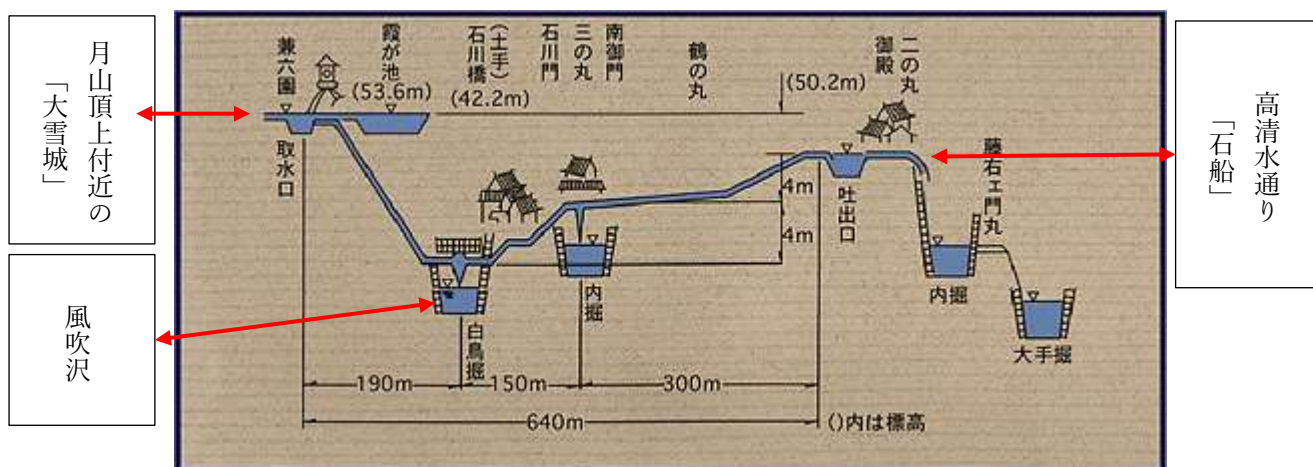 月山頂上付近の
「大雪城」
風吹沢
高清水通り
「石船」
兼六園
霞が池
(53.6m)
(土手)
石川橋
(42.2m)
石川門
三の丸
南御門
鶴の丸
(50.2m)
二の丸
御殿
取水口
4m
4m
吐出口
藤右ェ門丸
内堀
内堀
白鳥堀
大手堀
190m
150m
300m
640m
()内は標高